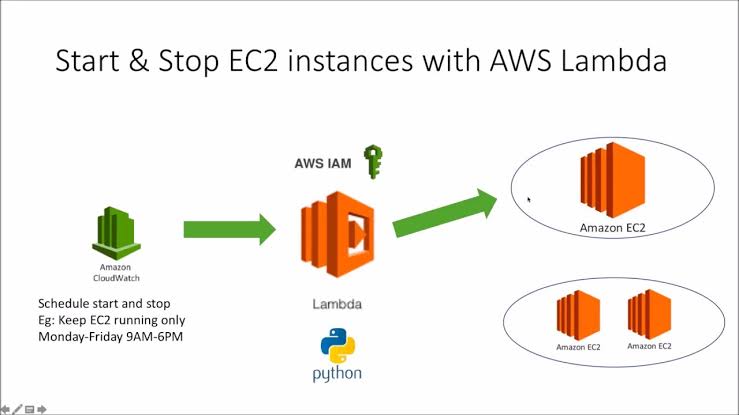 Start & Stop EC2 instances with AWS Lambda
AWS IAM
Amazon
CloudWatch
Schedule start and stop
Eg: Keep EC2 running only
Monday-Friday 9AM-6PM
Lambda
python
Amazon EC2
Amazon EC2
Amazon EC2